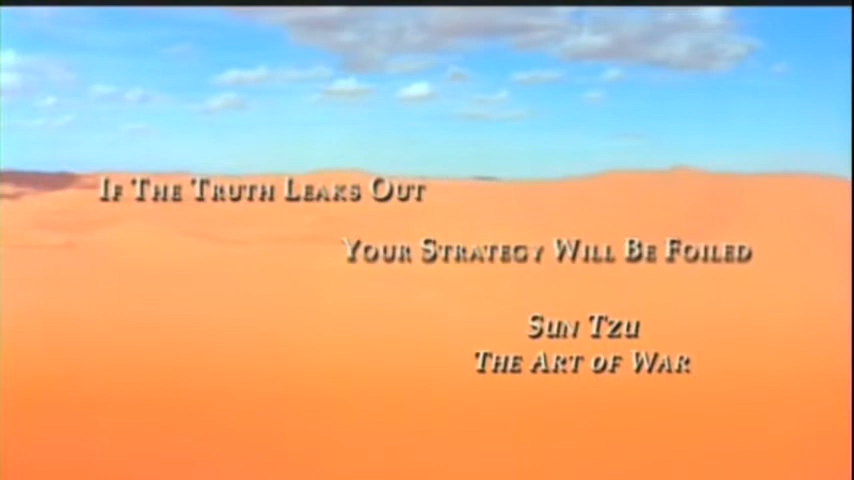 If The Truth Leaks Out
Your Strategy Will Be Foiled
Sun Tzu
The Art of War